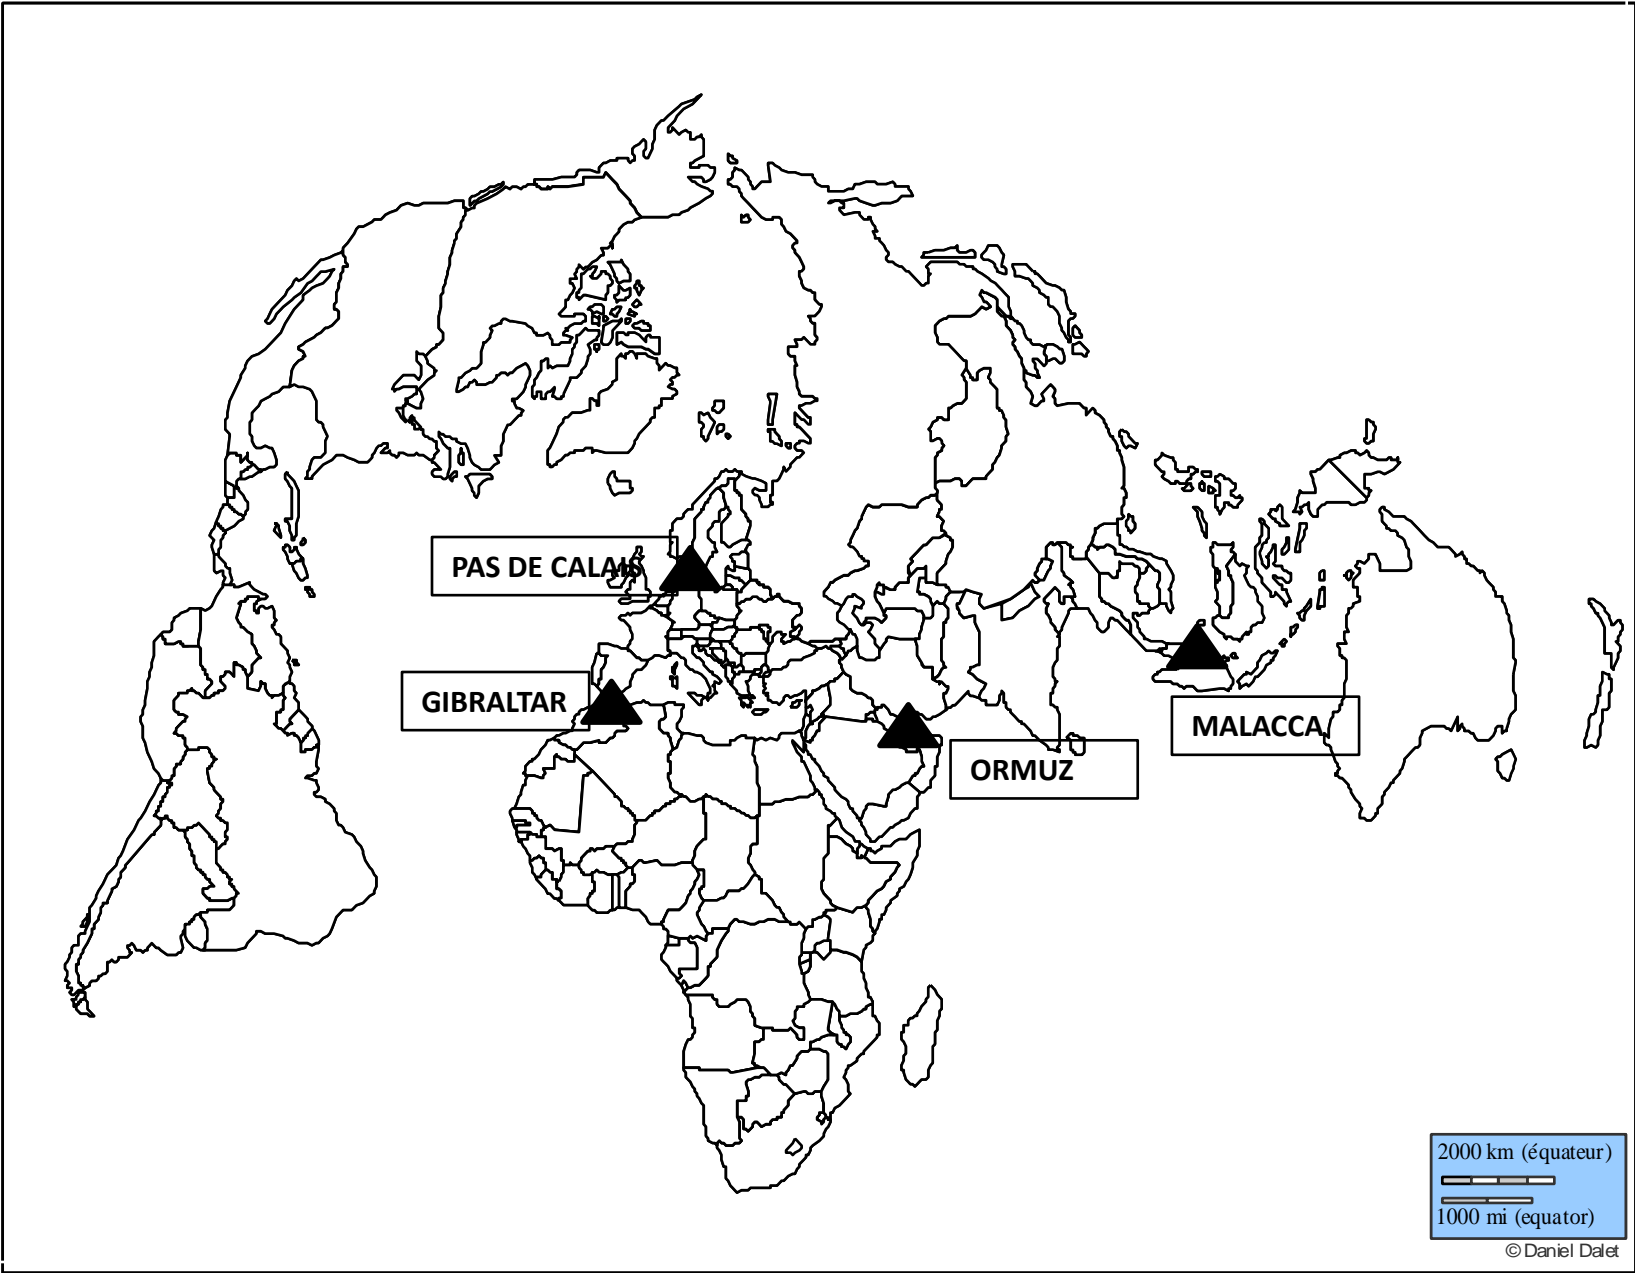 PAS DE CALAIS
GIBRALTAR
MALACCA
ORMUZ
2000 km (équateur)
1000 mi (equator)
© Daniel Dalet